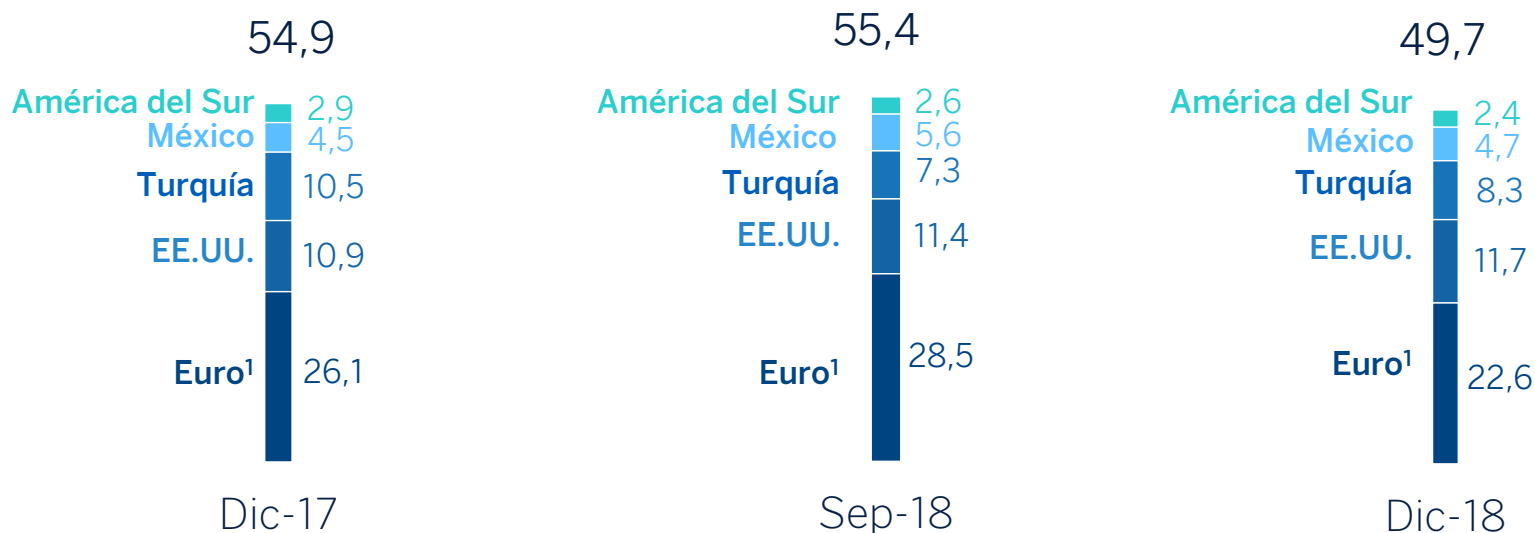 54,9
América del Sur 2,9
México 4,5
Turquía 10,5
EE.UU. 10,9
Euro¹ 26,1
Dic-17
55,4
América del Sur 2,6
México 5,6
Turquía 7,3
EE.UU. 11,4
Euro¹ 28,5
Sep-18
49,7
América del Sur 2,4
México 4,7
Turquía 8,3
EE.UU. 11,7
Euro¹ 22,6
Dic-18